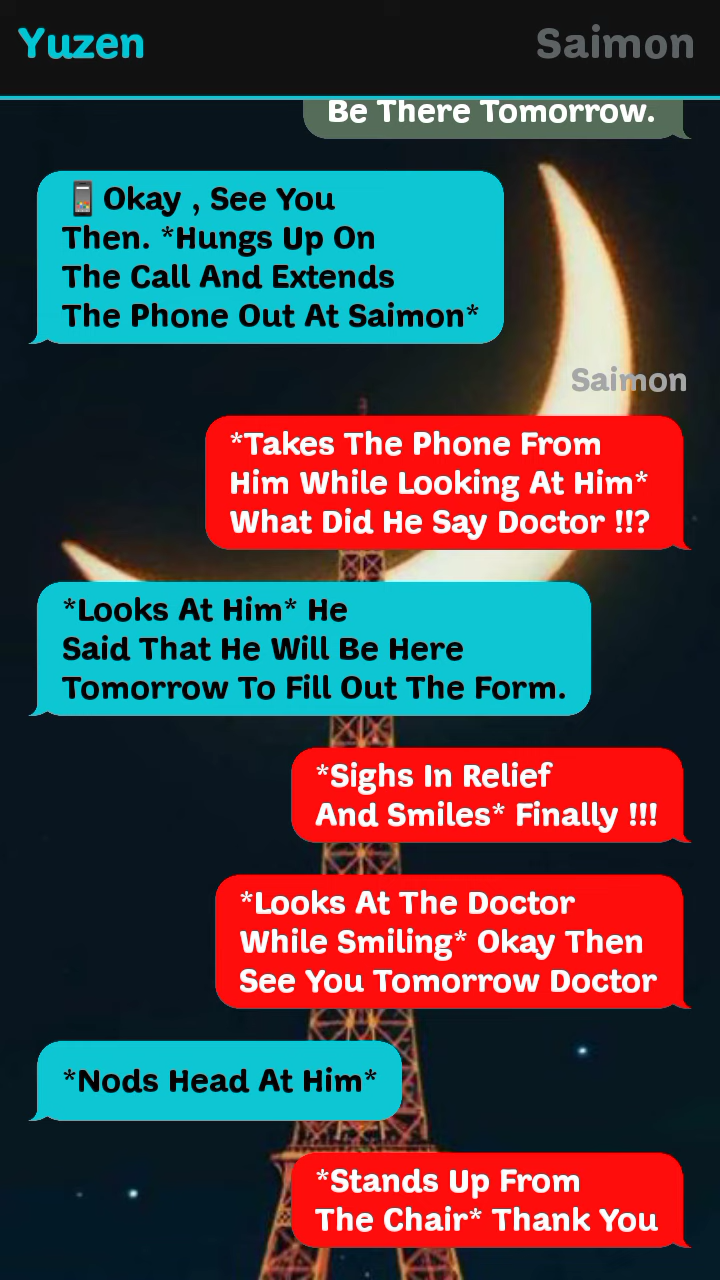 Yuzen
Saimon
Be There Tomorrow.
Okay , See You
Then. *Hungs Up On
The Call And Extends
The Phone Out At Saimon*
Saimon
*Takes The Phone From
Him While Looking At Him*
What Did He Say Doctor !!?
*Looks At Him* He
Said That He Will Be Here
Tomorrow To Fill Out The Form.
*Sighs In Relief
And Smiles* Finally !!!
*Looks At The Doctor
While Smiling* Okay Then
See You Tomorrow Doctor
*Nods Head At Him*
*Stands Up From
The Chair* Thank You